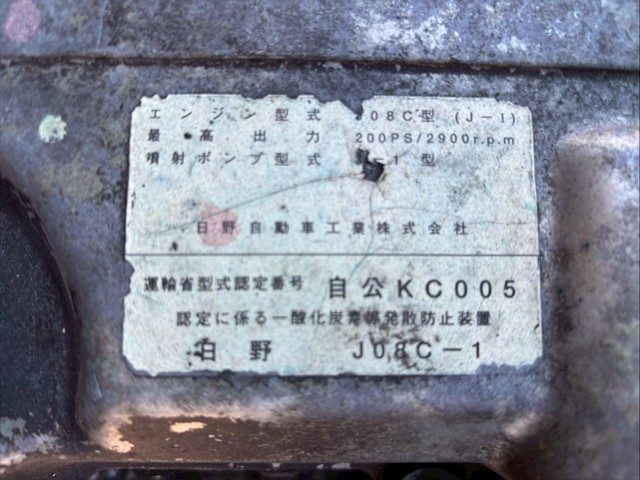 エンジン型式 J08C型 (J-I)
最高出力 200PS/2900r.p.m
噴射ポンプ型式 -1型
日野自動車工業株式会社
運輸省型式認定番号 自公KC005
認定に係る一酸化炭素等発散防止装置
日野 J08C-1